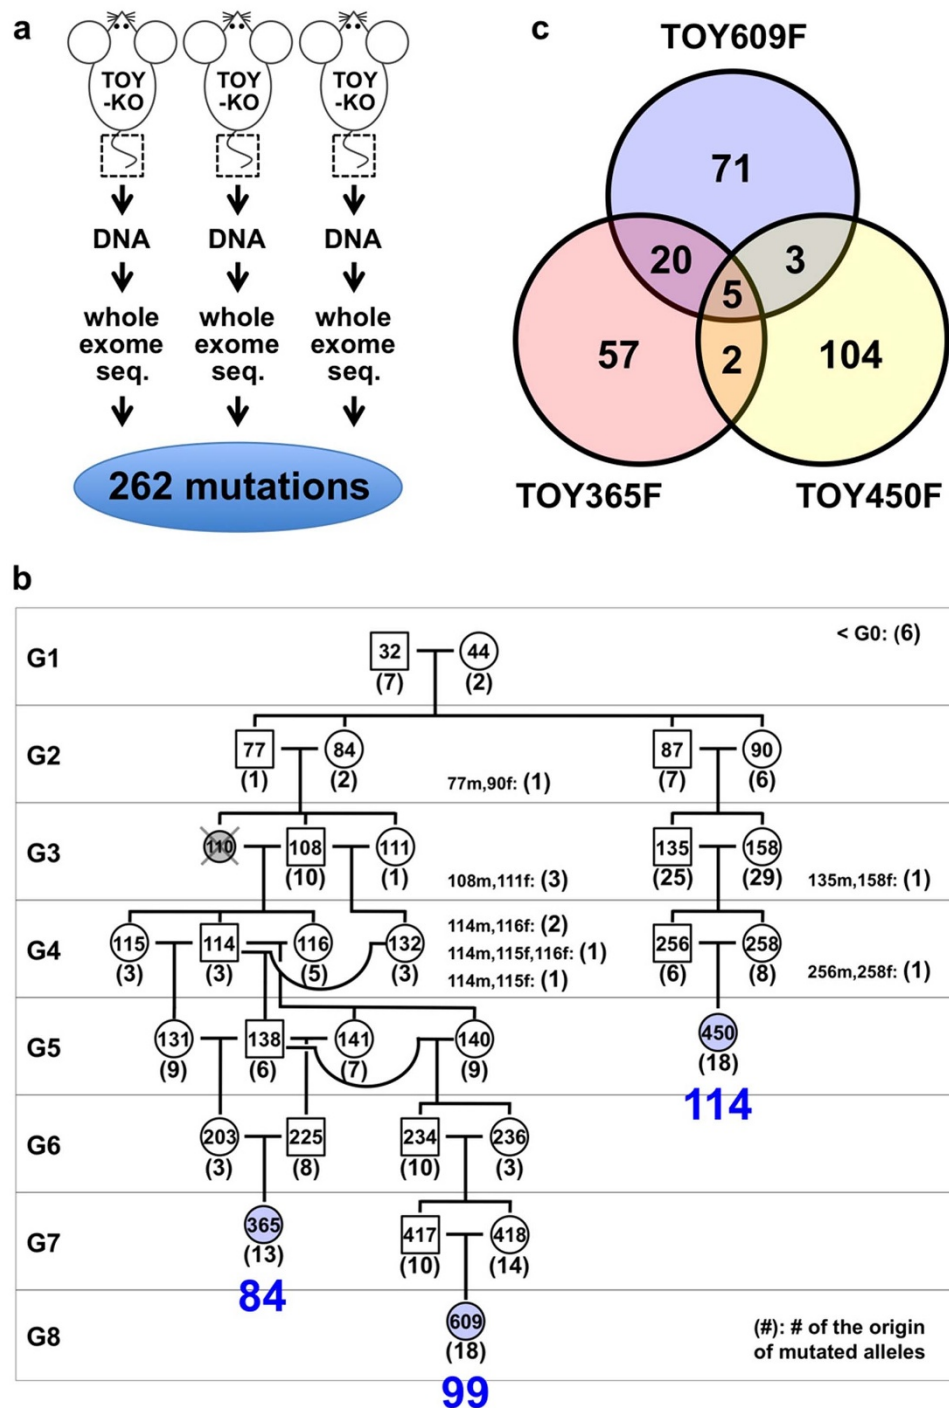 a
TOY
-KO
TOY
-KO
TOY
-KO
DNA
DNA
DNA
whole
exome
seq.
whole
exome
seq.
whole
exome
seq.
262 mutations
c
TOY609F
71
20
3
5
57
2
104
TOY365F
TOY450F
b
< G0: (6)
G1
32
44
(7)
(2)
G2
77
84
87
90
(1)
(2)
(7)
(6)
77m,90f: (1)
G3
110
108
111
135
158
(10)
(1)
(25)
(29)
108m,111f: (3)
135m,158f: (1)
G4
115
114
116
132
256
258
(3)
(3)
(5)
(3)
(6)
(8)
114m,116f: (2)
114m,115f,116f: (1)
114m,115f: (1)
256m,258f: (1)
G5
131
138
141
140
450
(9)
(6)
(7)
(9)
(18)
114
G6
203
225
234
236
(3)
(8)
(10)
(3)
G7
365
417
418
(13)
(10)
(14)
84
G8
609
(18)
99
(#): # of the origin
of mutated alleles